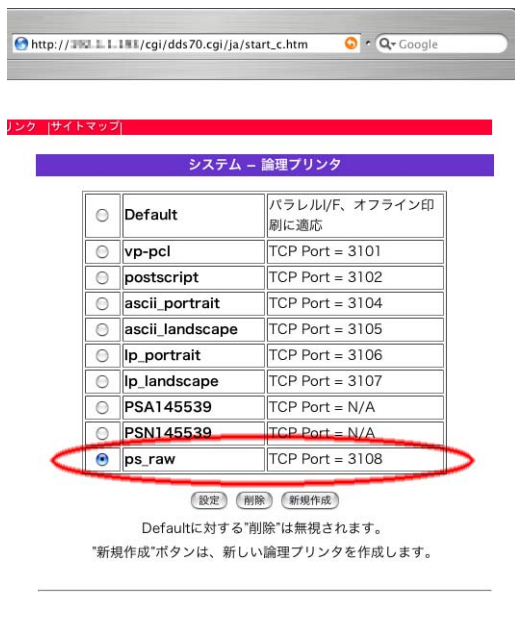 http:// /cgi/dds70.cgi/ja/start_c.htm Google
リンク |サイトマップ|
システム – 論理プリンタ
Default パラレルI/F、オフライン印
刷に適応
vp-pcl TCP Port = 3101
postscript TCP Port = 3102
ascii_portrait TCP Port = 3104
ascii_landscape TCP Port = 3105
lp_portrait TCP Port = 3106
lp_landscape TCP Port = 3107
PSA145539 TCP Port = N/A
PSN145539 TCP Port = N/A
ps_raw TCP Port = 3108
設定 削除 新規作成
Defaultに対する"削除"は無視されます。
"新規作成"ボタンは、新しい論理プリンタを作成します。